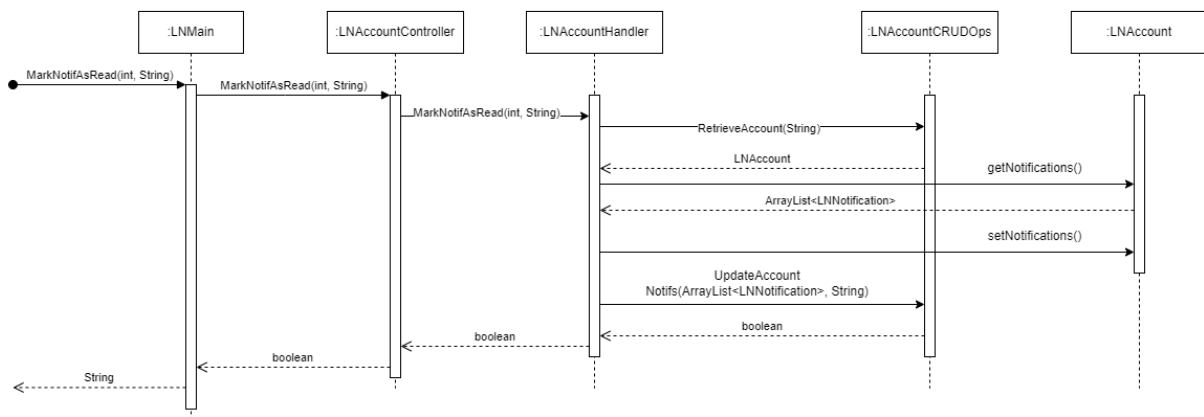 :LNMain
:LNAccountController
:LNAccountHandler
:LNAccountCRUDOps
:LNAccount
MarkNotifAsRead(int, String)
MarkNotifAsRead(int, String)
MarkNotifAsRead(int, String)
RetrieveAccount(String)
LNAccount
getNotifications()
ArrayList<LNNotification>
setNotifications()
UpdateAccount
Notifs(ArrayList<LNNotification>, String)
boolean
boolean
boolean
String